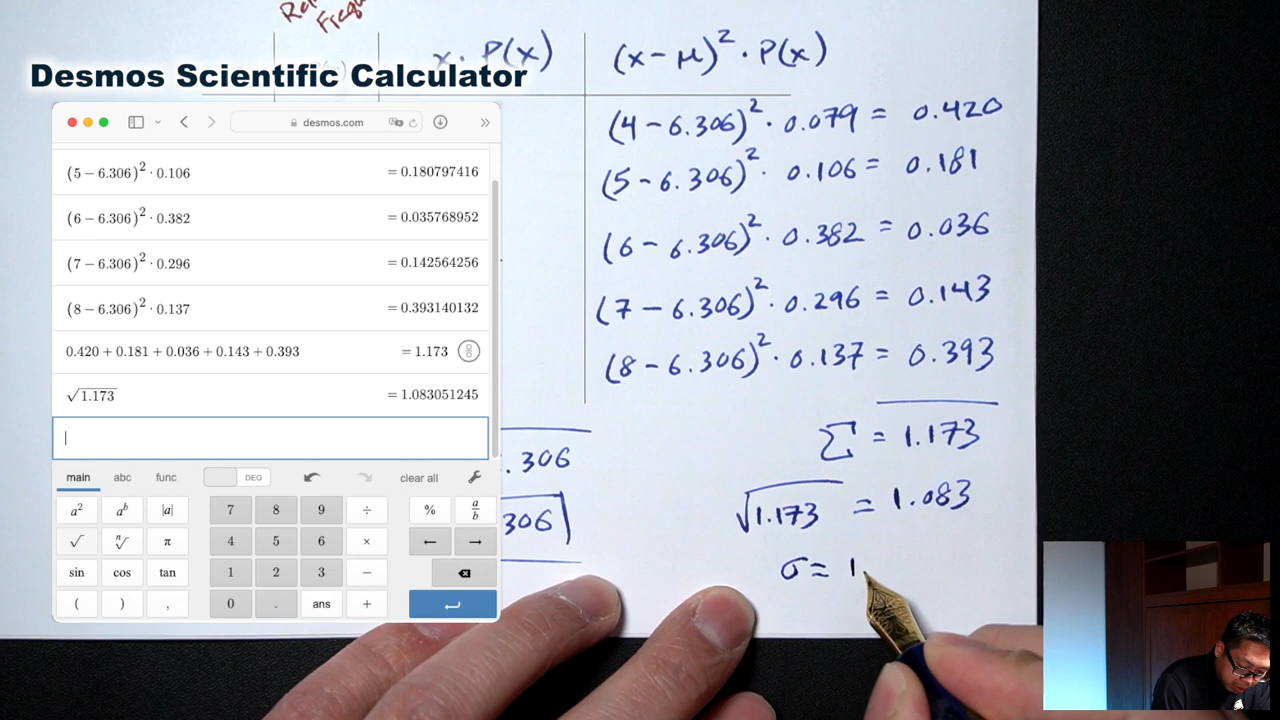 Desmos Scientific Calculator
x · P(x)
(x − μ)² · P(x)
desmos.com
(5 − 6.306)² · 0.106 = 0.180797416
(6 − 6.306)² · 0.382 = 0.035768952
(7 − 6.306)² · 0.296 = 0.142564256
(8 − 6.306)² · 0.137 = 0.393140132
0.420 + 0.181 + 0.036 + 0.143 + 0.393 = 1.173
√1.173 = 1.083051245
main abc func DEG clear all
a² aᵇ |a| 7 8 9 ÷ % a/b
√ ⁿ√ π 4 5 6 × ← →
sin cos tan 1 2 3 −
( ) , 0 . ans +
(4 − 6.306)² · 0.079 = 0.420
(5 − 6.306)² · 0.106 = 0.181
(6 − 6.306)² · 0.382 = 0.036
(7 − 6.306)² · 0.296 = 0.143
(8 − 6.306)² · 0.137 = 0.393
.306
306
Σ = 1.173
√1.173 = 1.083
σ = 1.